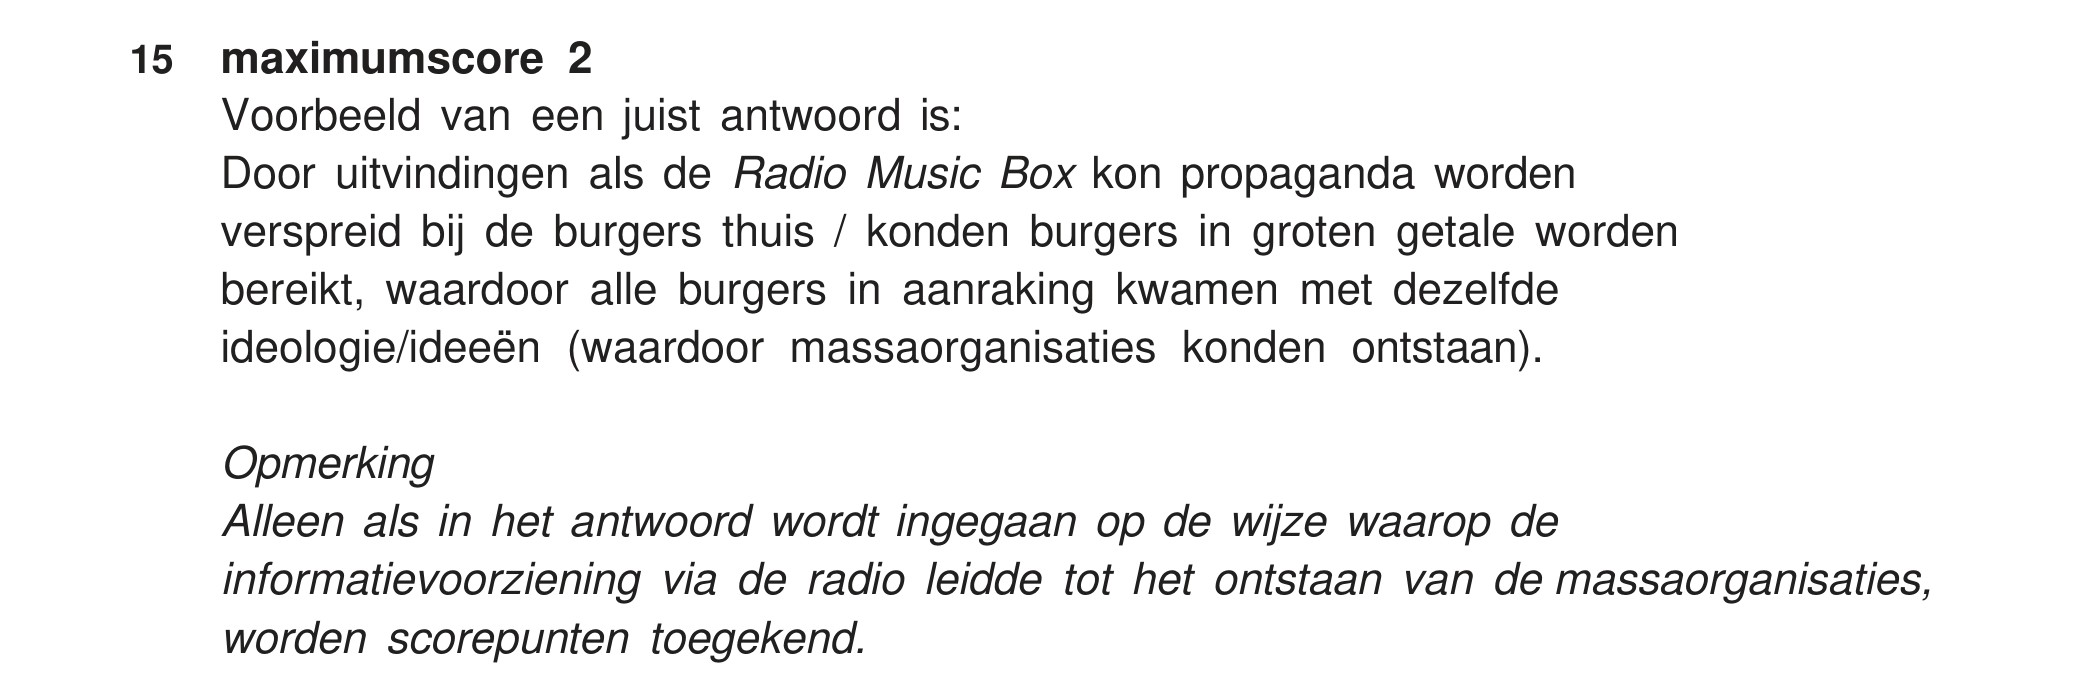 15 maximumscore 2
Voorbeeld van een juist antwoord is:
Door uitvindingen als de Radio Music Box kon propaganda worden
verspreid bij de burgers thuis / konden burgers in groten getale worden
bereikt, waardoor alle burgers in aanraking kwamen met dezelfde
ideologie/ideeën (waardoor massaorganisaties konden ontstaan).
Opmerking
Alleen als in het antwoord wordt ingegaan op de wijze waarop de
informatievoorziening via de radio leidde tot het ontstaan van de massaorganisaties,
worden scorepunten toegekend.